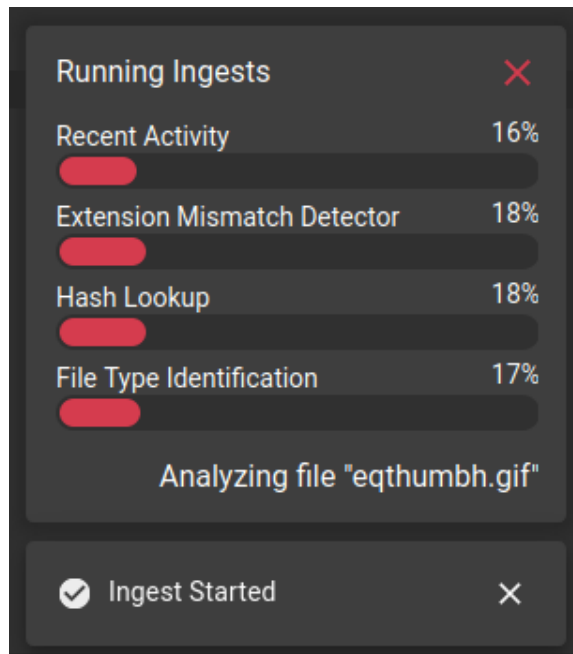 Running Ingests
Recent Activity 16%
Extension Mismatch Detector 18%
Hash Lookup 18%
File Type Identification 17%
Analyzing file "eqthumbh.gif"
Ingest Started